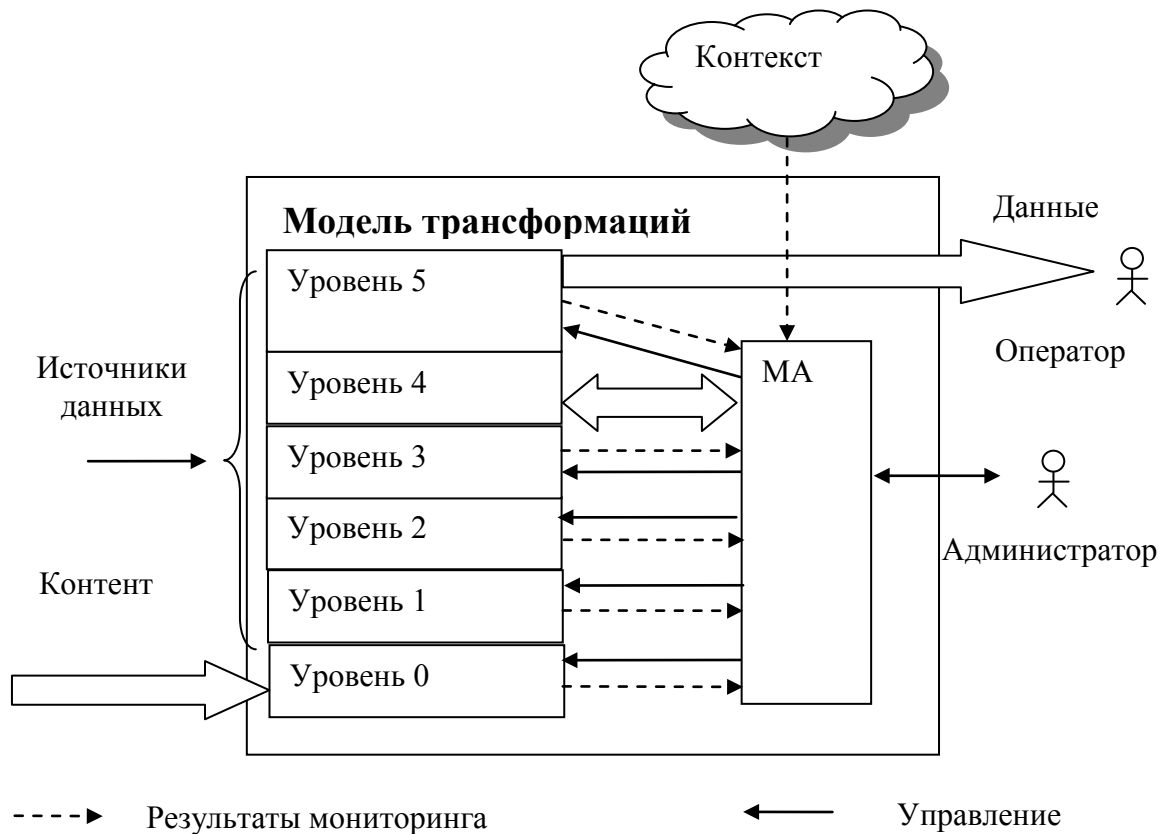 Контекст
Данные
Модель трансформаций
Уровень 5
Оператор
МА
Источники
данных
Уровень 4
Уровень 3
Уровень 2
Администратор
Контент
Уровень 1
Уровень 0
Результаты мониторинга
Управление